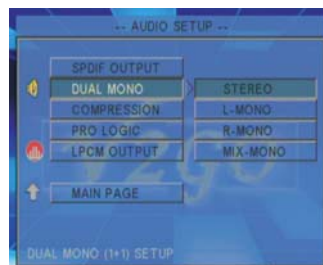 -- AUDIO SETUP --
SPDIF OUTPUT
DUAL MONO STEREO
COMPRESSION L-MONO
PRO LOGIC R-MONO
LPCM OUTPUT MIX-MONO
MAIN PAGE
DUAL MONO (1+1) SETUP